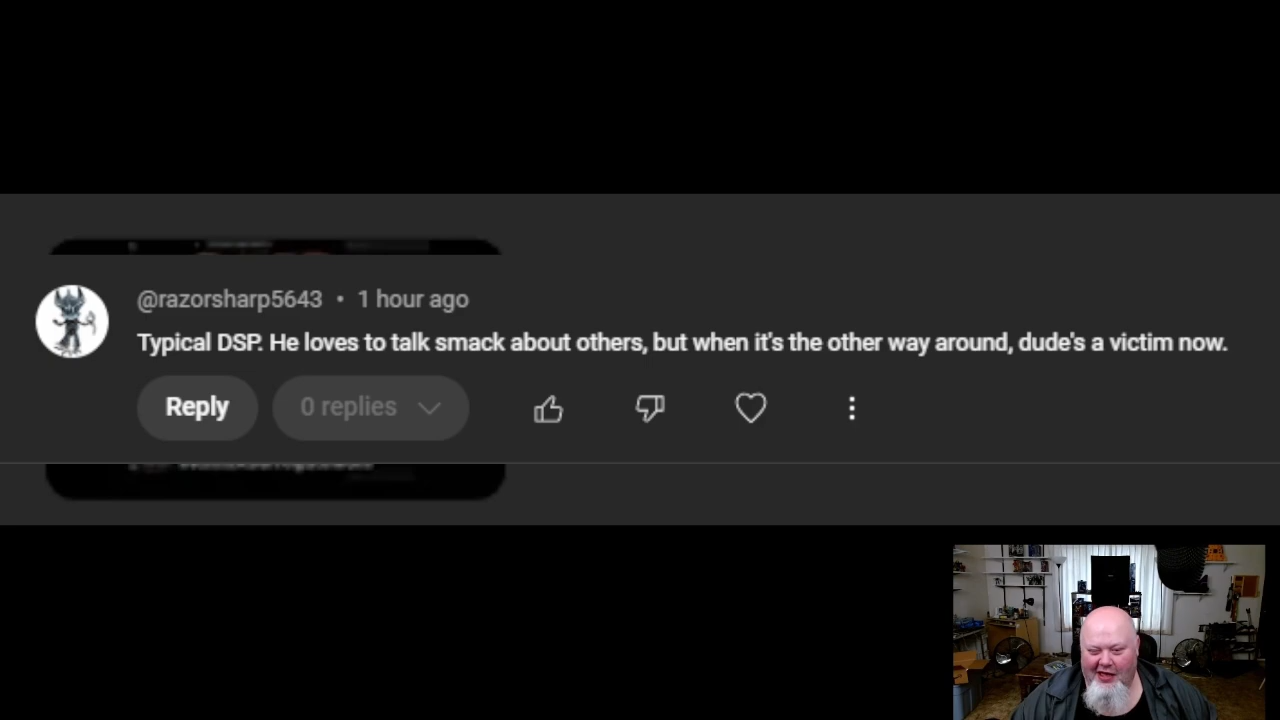 @razorsharp5643 • 1 hour ago
Typical DSP. He loves to talk smack about others, but when it's the other way around, dude's a victim now.
Reply
0 replies